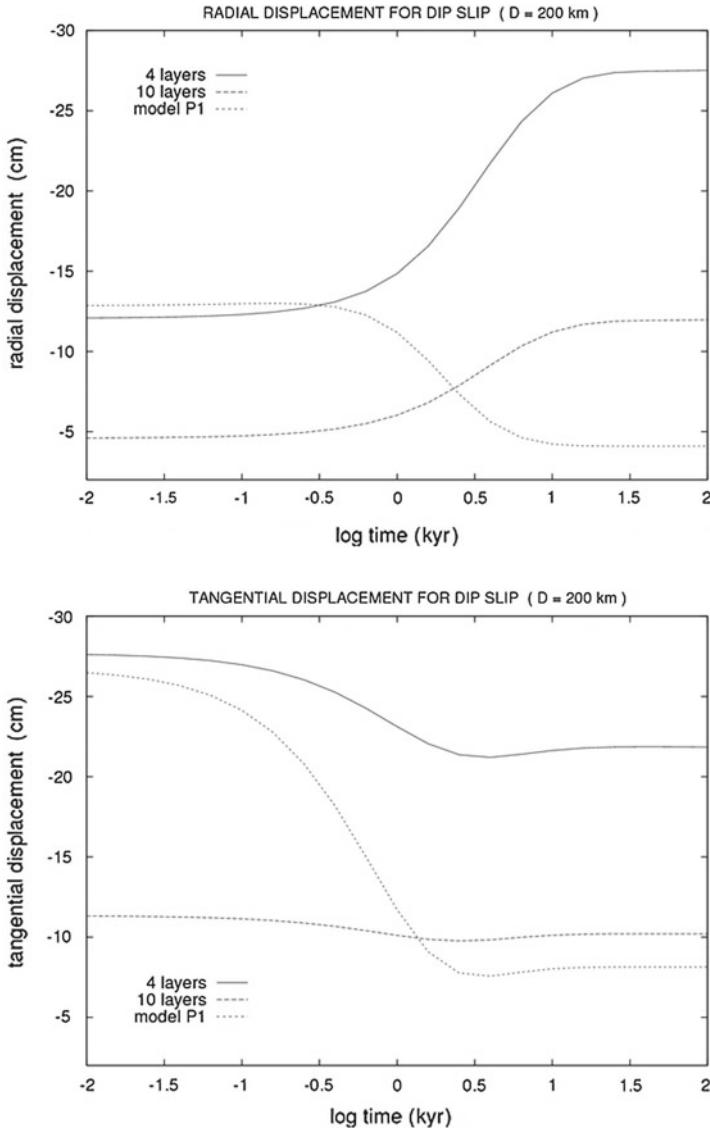 RADIAL DISPLACEMENT FOR DIP SLIP ( D = 200 km )
-30
-25
-20
-15
-10
-5
radial displacement (cm)
4 layers
10 layers
model P1
-2 -1.5 -1 -0.5 0 0.5 1 1.5 2
log time (kyr)
TANGENTIAL DISPLACEMENT FOR DIP SLIP ( D = 200 km )
-30
-25
-20
-15
-10
-5
tangential displacement (cm)
4 layers
10 layers
model P1
-2 -1.5 -1 -0.5 0 0.5 1 1.5 2
log time (kyr)